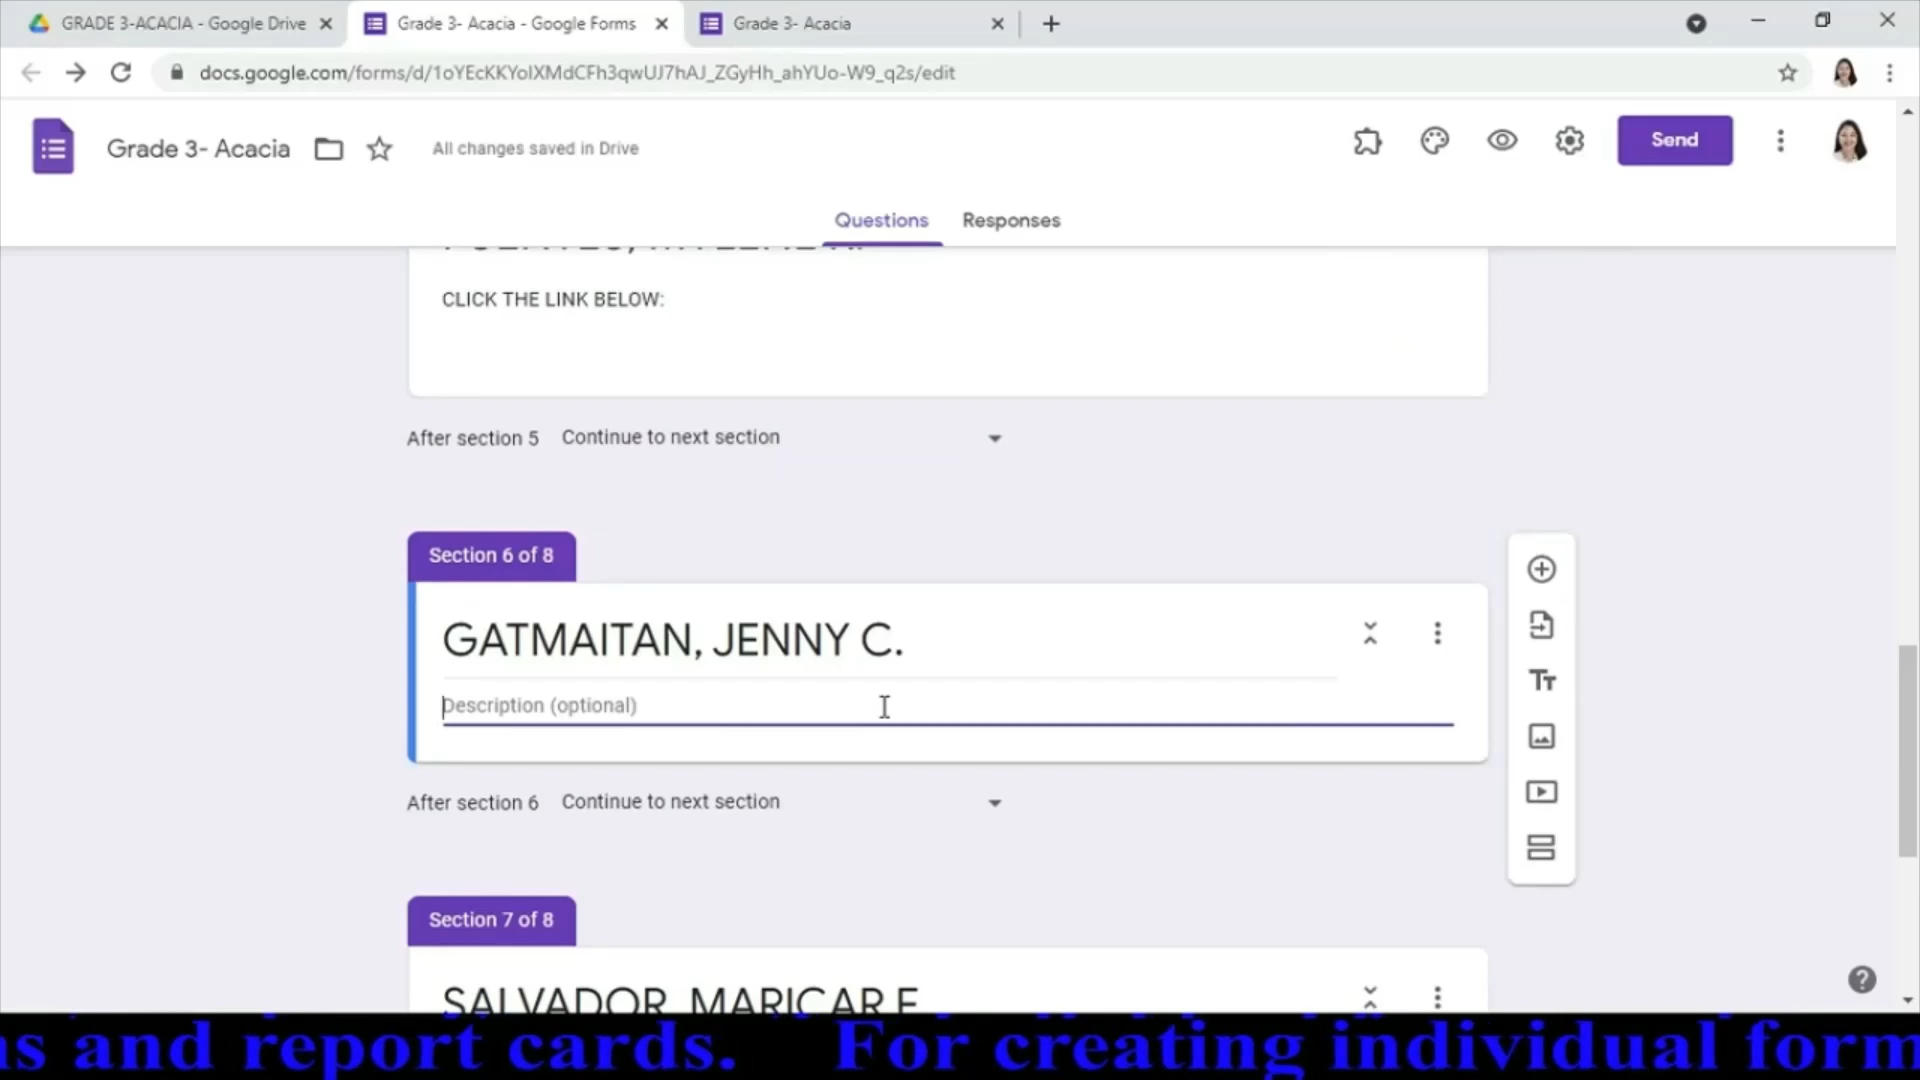 GRADE 3-ACACIA - Google Drive
Grade 3- Acacia - Google Forms
Grade 3- Acacia
docs.google.com/forms/d/1oYEcKKYolXMdCFh3qwUJ7hAJ_ZGyHh_ahYUo-W9_q2s/edit
Grade 3- Acacia
All changes saved in Drive
Send
Questions
Responses
CLICK THE LINK BELOW:
After section 5
Continue to next section
Section 6 of 8
GATMAITAN, JENNY C.
Description (optional)
After section 6
Continue to next section
Section 7 of 8
SALVADOR, MARICAR F.
and report cards. For creating individual form